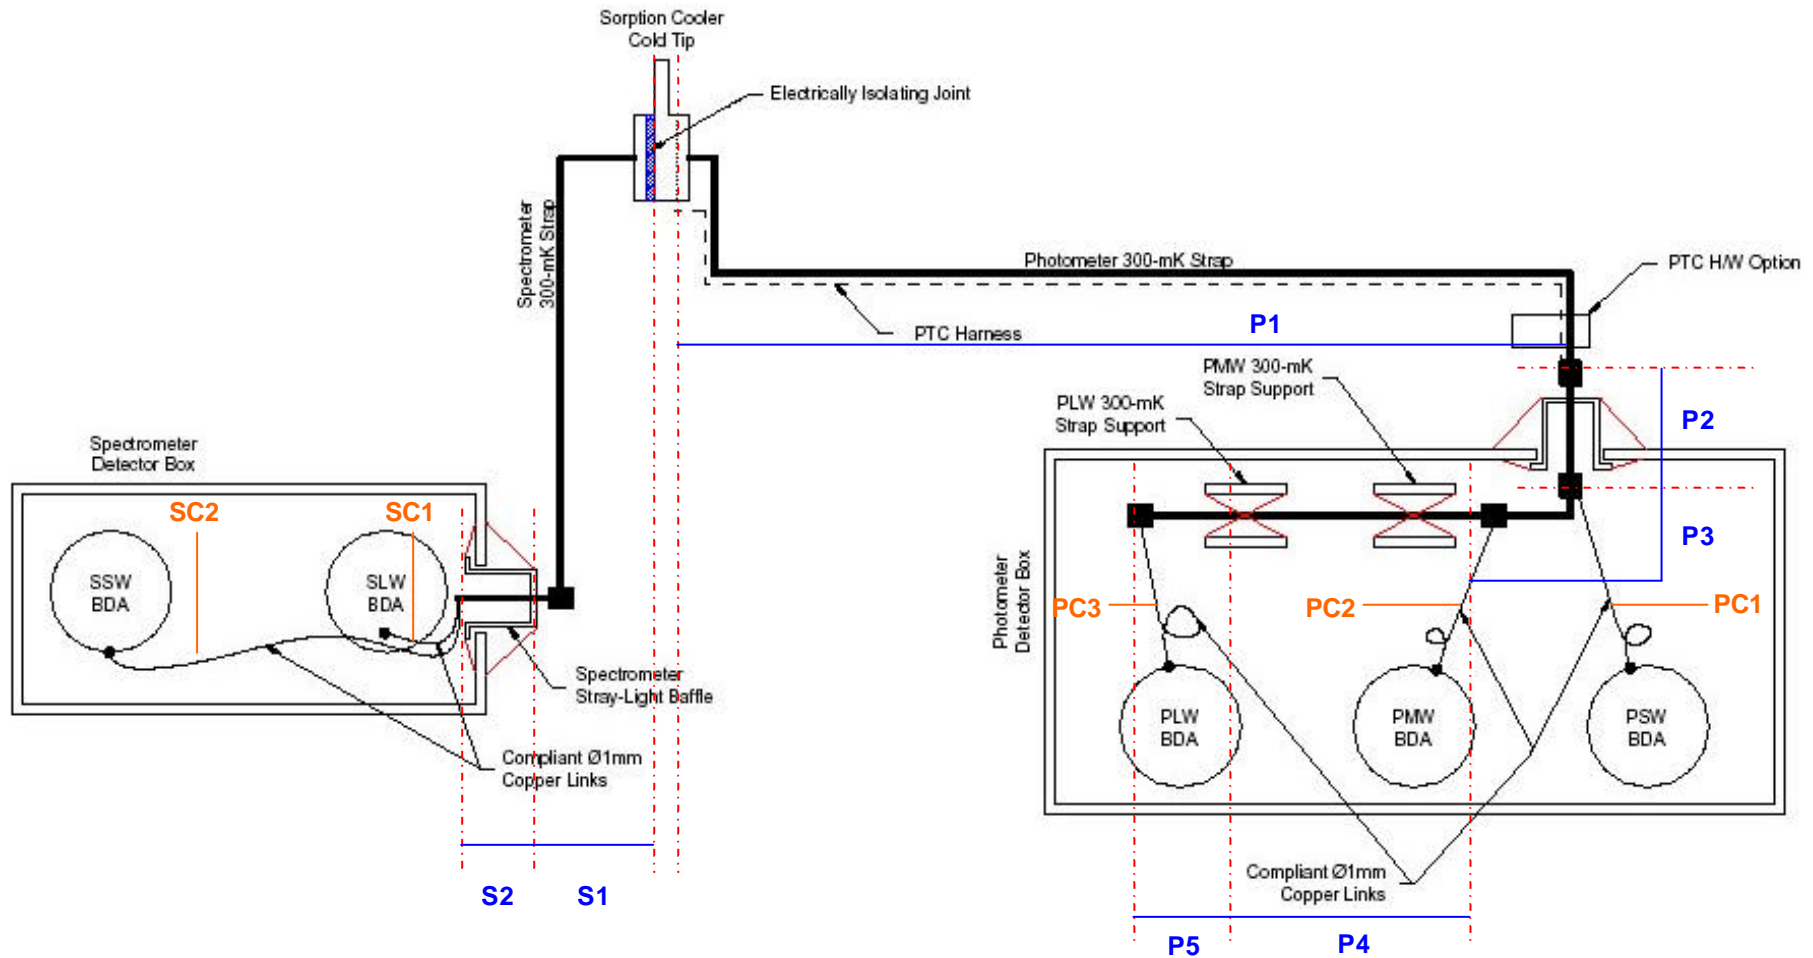 Sorption Cooler
Cold Tip
Electrically Isolating Joint
Spectrometer
300-mK Strap
Photometer 300-mK Strap
PTC H/W Option
PTC Harness
P1
PMW 300-mK
Strap Support
PLW 300-mK
Strap Support
P2
Spectrometer
Detector Box
SC2
SC1
P3
SSW
BDA
SLW
BDA
Photometer
Detector Box
PC3
PC2
PC1
Spectrometer
Stray-Light Baffle
PLW
BDA
PMW
BDA
PSW
BDA
Compliant Ø1mm
Copper Links
Compliant Ø1mm
Copper Links
S2
S1
P5
P4